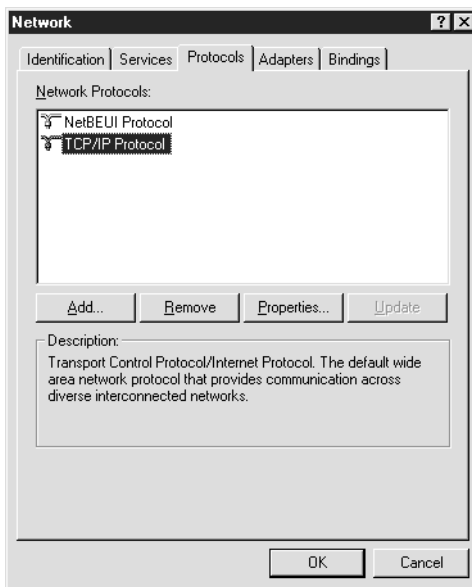 Network
Identification Services Protocols Adapters Bindings
Network Protocols:
NetBEUI Protocol
TCP/IP Protocol
Add... Remove Properties... Update
Description:
Transport Control Protocol/Internet Protocol. The default wide
area network protocol that provides communication across
diverse interconnected networks.
OK Cancel